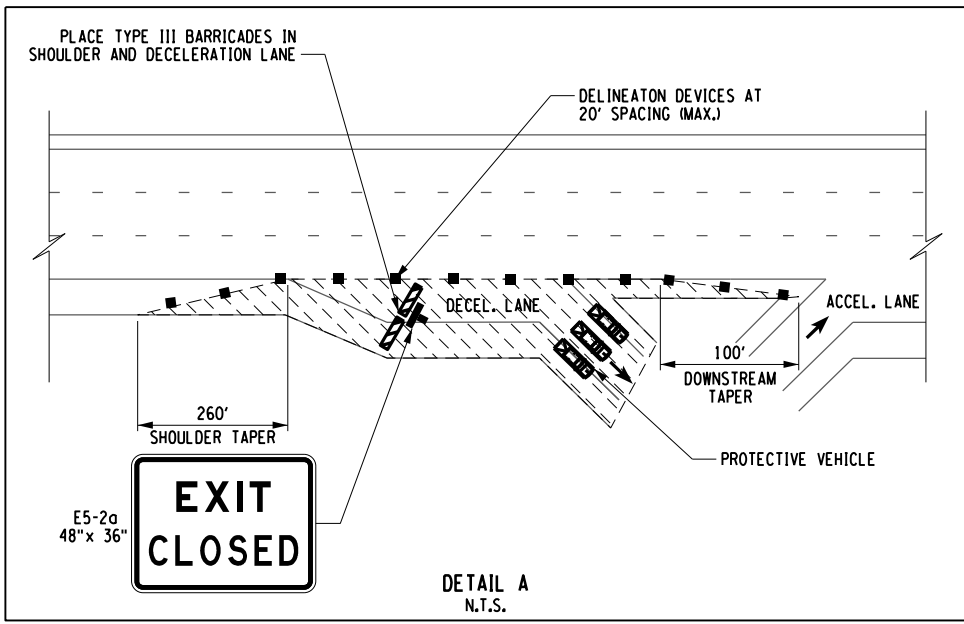 PLACE TYPE III BARRICADES IN
SHOULDER AND DECELERATION LANE
DELINEATON DEVICES AT
20' SPACING (MAX.)
DECEL. LANE
ACCEL. LANE
100'
DOWNSTREAM
TAPER
260'
SHOULDER TAPER
PROTECTIVE VEHICLE
E5-2a
48"x 36"
EXIT
CLOSED
DETAIL A
N.T.S.